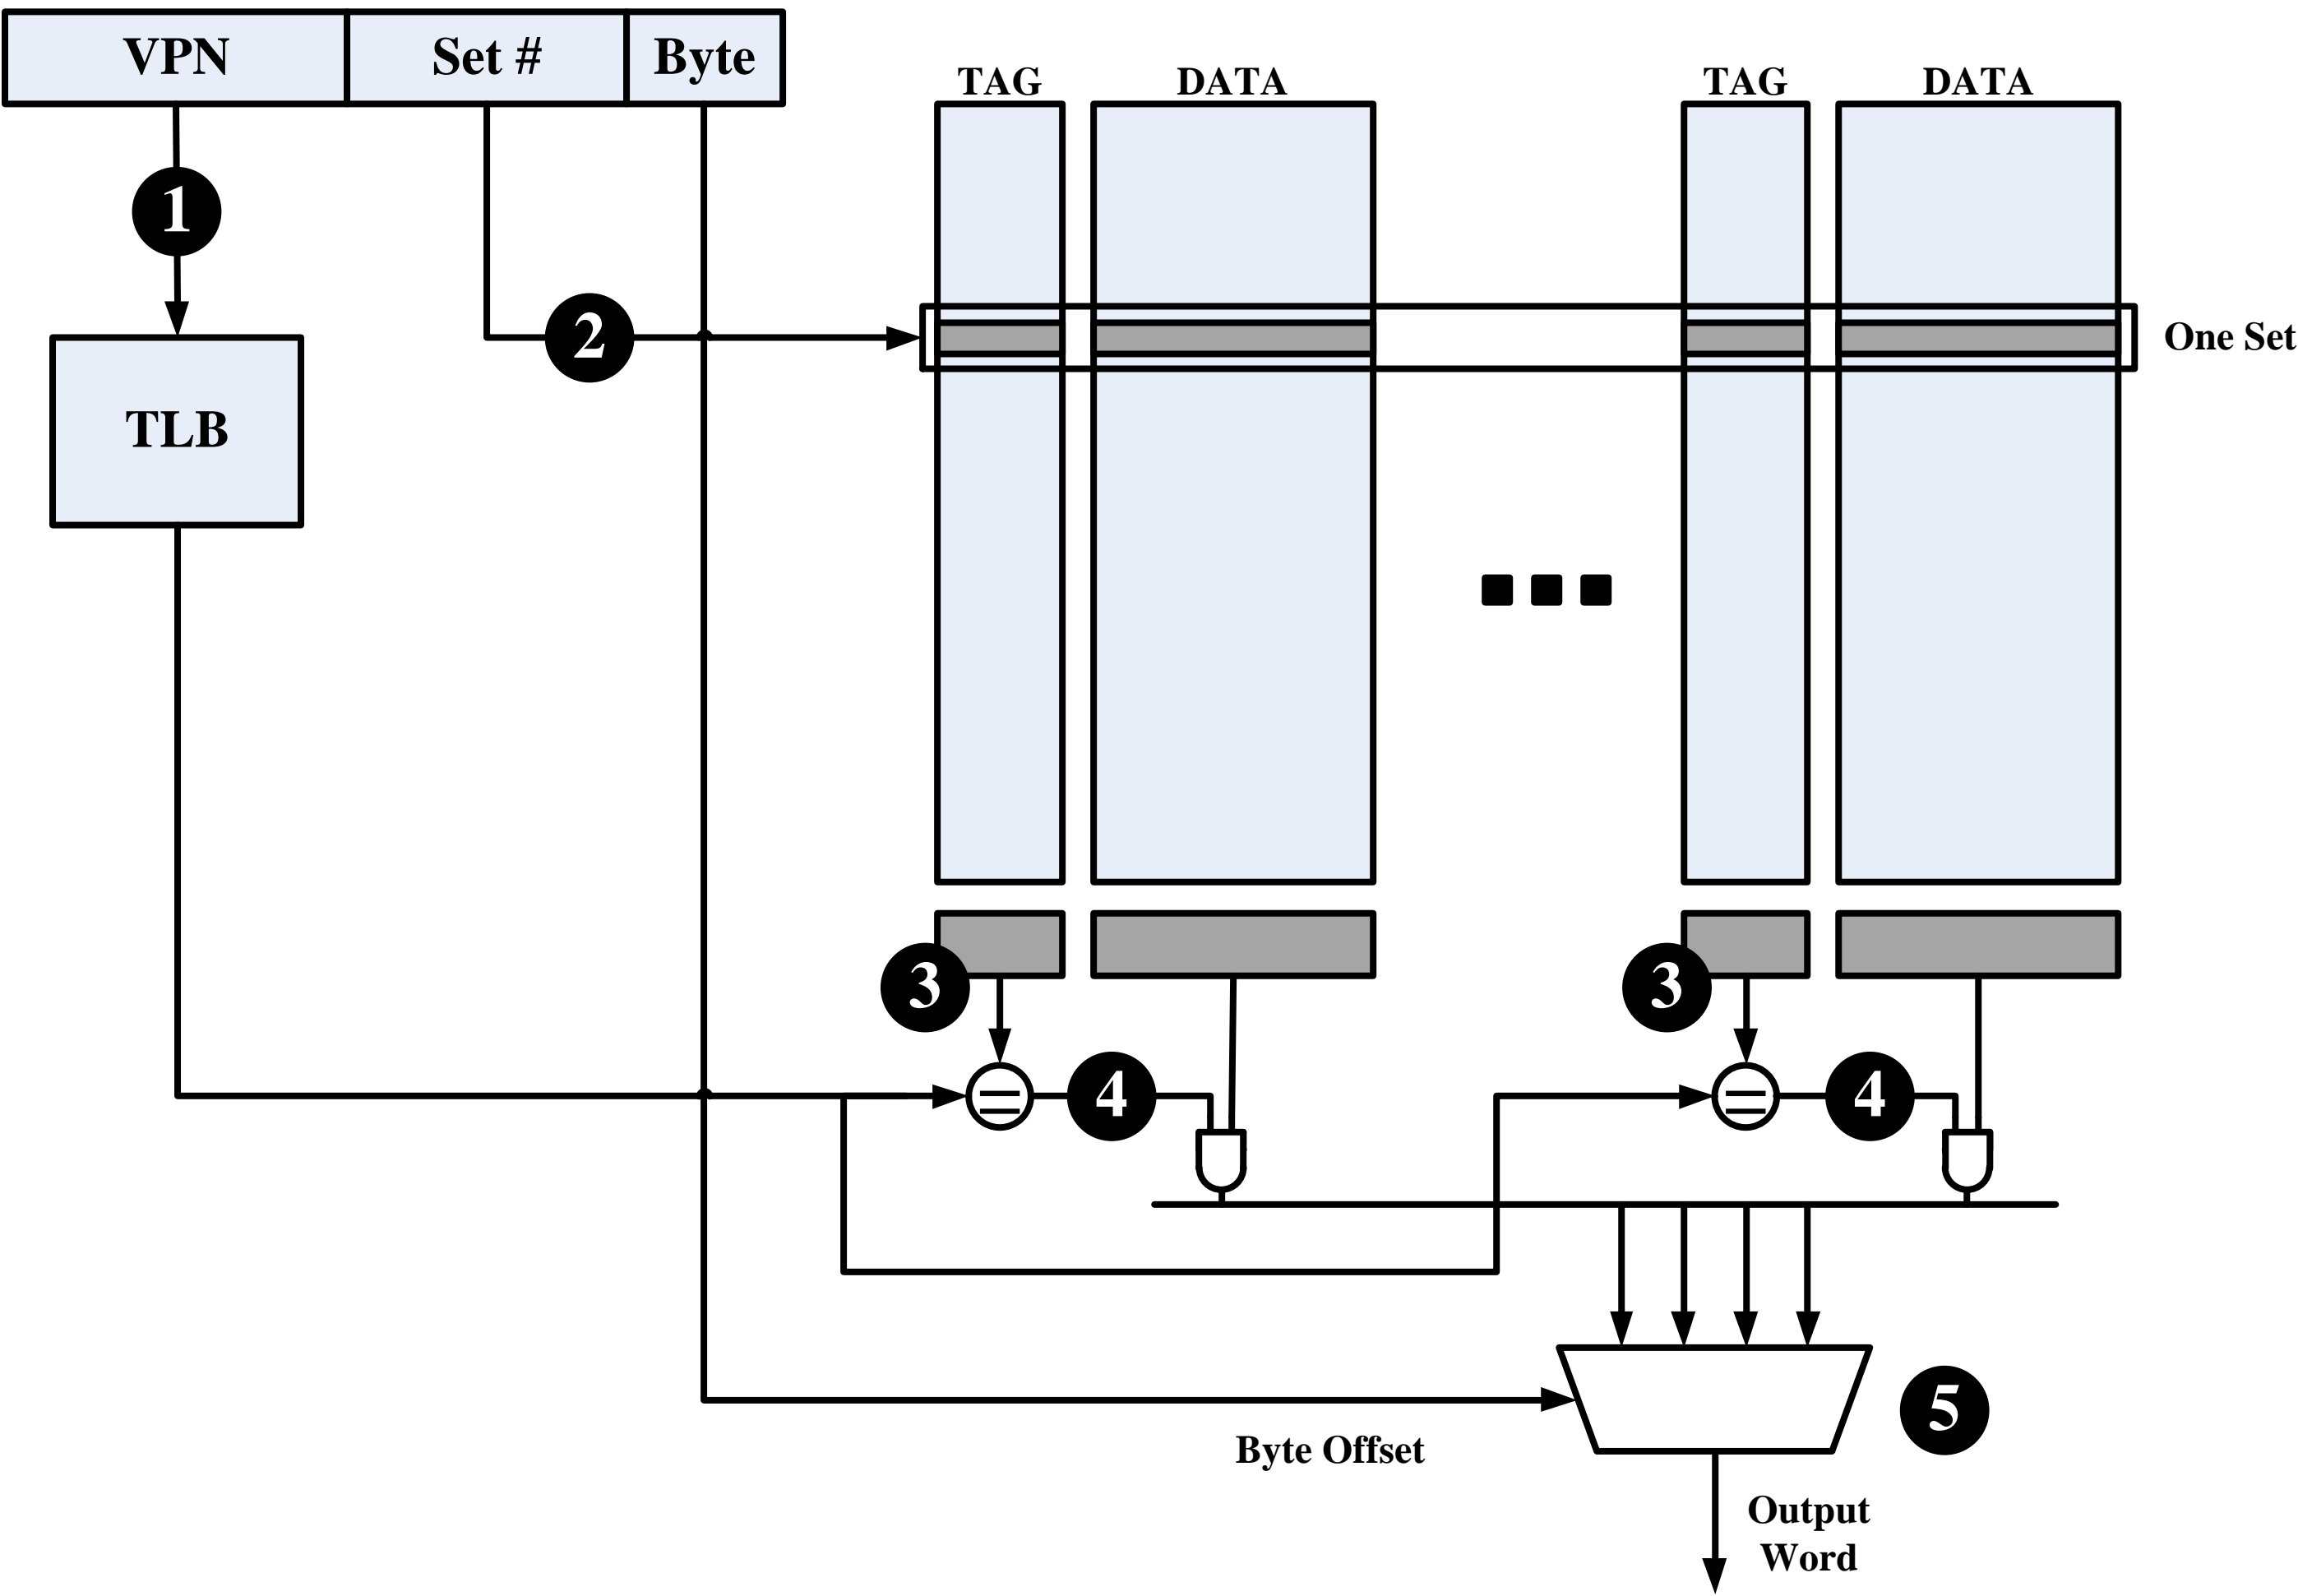 VPN Set # Byte
TAG DATA TAG DATA
1
2
One Set
TLB
3 3
4 4
5
Byte Offset
Output
Word